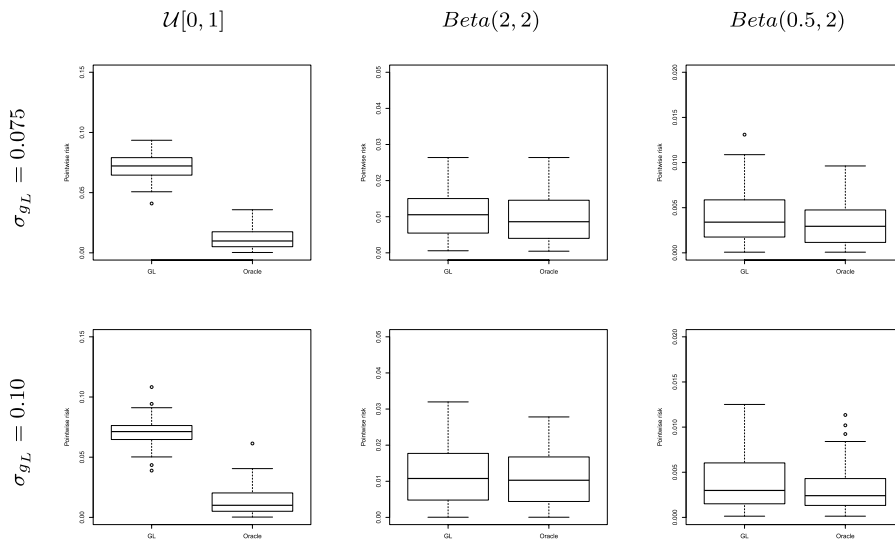 U[0, 1] Beta(2, 2) Beta(0.5, 2)
σ_{g_L} = 0.075
Pointwise risk
0.00 0.05 0.10 0.15
GL Oracle
Pointwise risk
0.00 0.01 0.02 0.03 0.04 0.05
GL Oracle
Pointwise risk
0.000 0.005 0.010 0.015 0.020
GL Oracle
σ_{g_L} = 0.10
Pointwise risk
0.00 0.05 0.10 0.15
GL Oracle
Pointwise risk
0.00 0.01 0.02 0.03 0.04 0.05
GL Oracle
Pointwise risk
0.000 0.005 0.010 0.015 0.020
GL Oracle